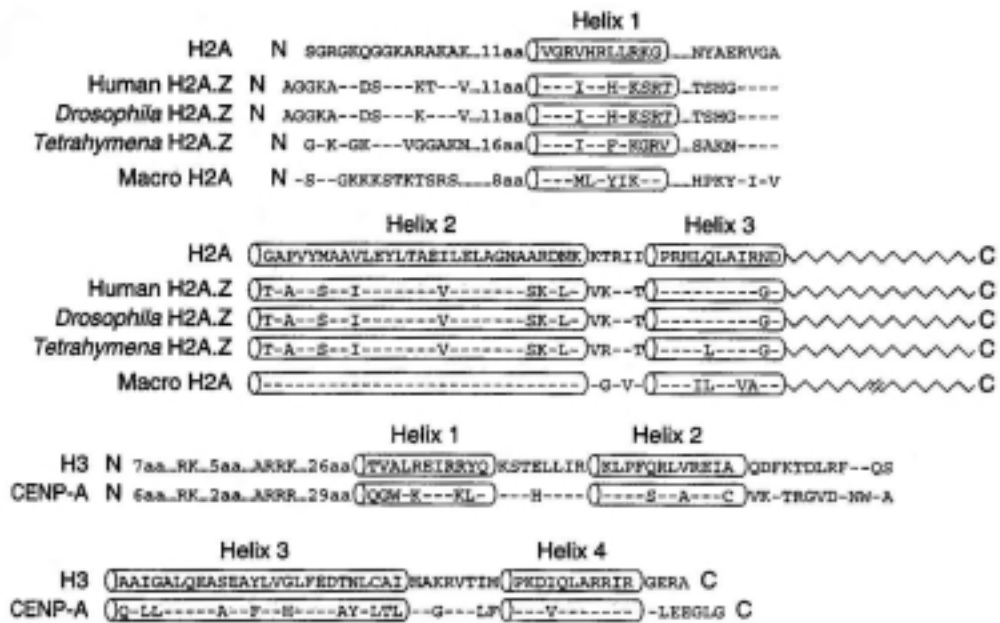 Helix 1
H2A N SGRGKQGGKARAKAK...11aa VGRVHRLLRKG ...NYAERVGA
Human H2A.Z N AGGKA--DS---KT--V...11aa ---I--H-KSRT ...TSHG----
Drosophila H2A.Z N AGGKA--DS---K---V...11aa ---I--H-KSRT ...TSHG----
Tetrahymena H2A.Z N G-K-GK---VGGAKN...16aa ---I--F-KGRV ...SAKN----
Macro H2A N -S--GKKKSTKTSRS...8aa ---ML-YIK-- ...HPKY-I-V
Helix 2 Helix 3
H2A GAPVYMAAVLEYLTAEILELAGNAARDNK KTRII PRHLQLAIRND C
Human H2A.Z T-A--S--I-------V-------SK-L- VK--T ---------G- C
Drosophila H2A.Z T-A--S--I-------V-------SK-L- VK--T ---------G- C
Tetrahymena H2A.Z T-A--S--I-------V-------SK-L- VR--T ----L----G- C
Macro H2A ----------------------------- -G-V- ---IL--VA-- C
Helix 1 Helix 2
H3 N 7aa...RK...5aa...ARRK...26aa TVALREIRRYQ KSTELLIR KLPFQRLVREIA QDFKTDLRF--QS
CENP-A N 6aa...RK...2aa...ARRR...29aa QGW-K---KL- ---H---- ----S--A---C VK-TRGVD-NW-A
Helix 3 Helix 4
H3 AAIGALQEASEAYLVGLFEDTNLCAI HAKRVTIM PKDIQLARRIR GERA C
CENP-A Q-LL-----A--F--H----AY-LTL --G---LF ---V------- -LEEGLG C